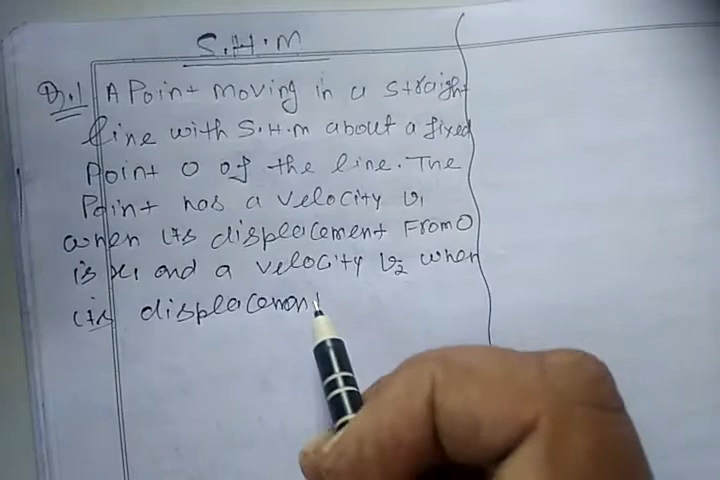 S.H.M
Q.1 A Point moving in a straight
line with S.H.m about a fixed
Point O of the line. The
Point has a velocity v₁
when its displacement From O
is x₁ and a velocity v₂ when
its displacement